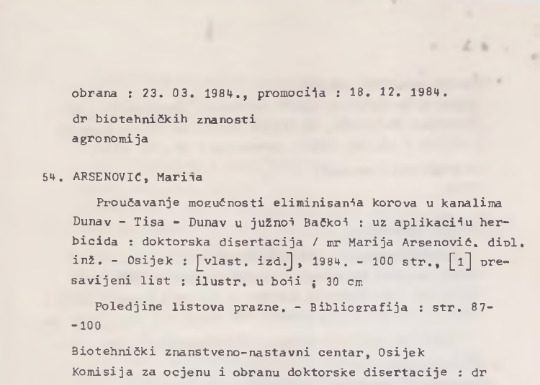 obrana : 23. 03. 1984., promocija : 18. 12. 1984.
dr biotehničkih znanosti
agronomija
54. ARSENOVIĆ, Marija
Proučavanje mogućnosti eliminisanja korova u kanalima
Dunav - Tisa - Dunav u južnoj Bačkoj : uz aplikaciju her-
bicida : doktorska disertacija / mr Marija Arsenović, dipl.
inž. - Osijek : [vlast. izd.], 1984. - 100 str., [1] pre-
savijeni list : ilustr. u boji ; 30 cm
Poledjine listova prazne. - Bibliografija : str. 87-
-100
Biotehnički znanstveno-nastavni centar, Osijek
Komisija za ocjenu i obranu doktorske disertacije : dr